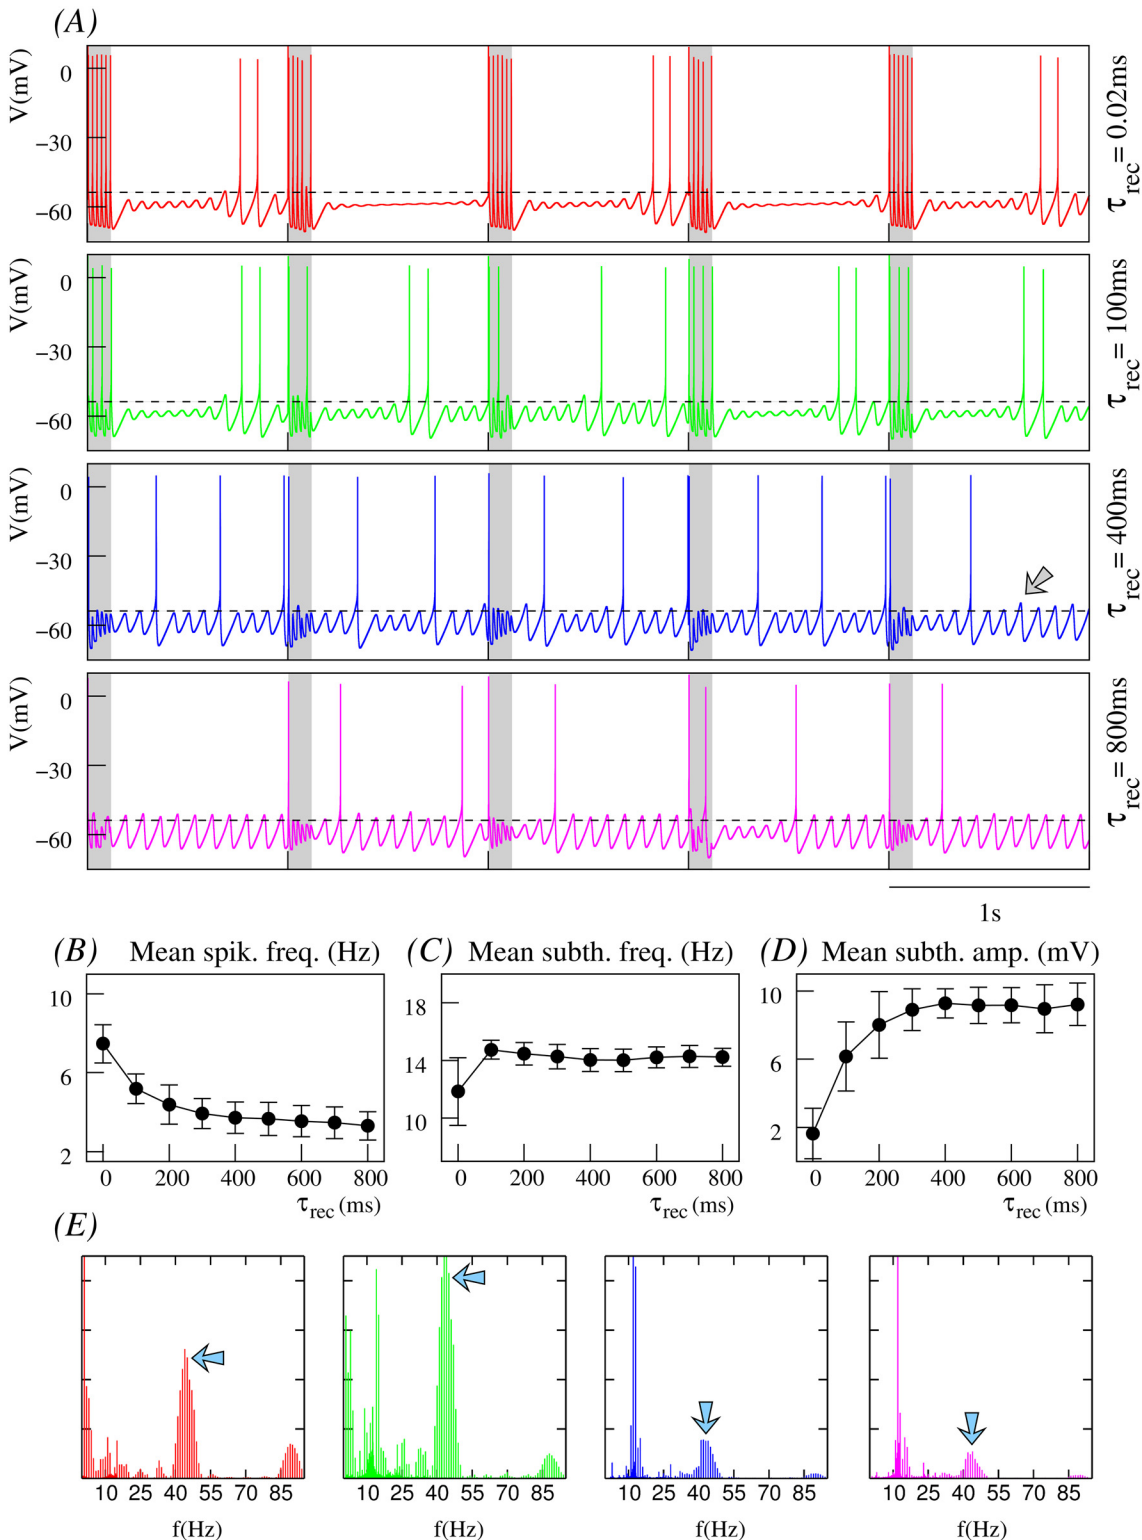 (A)
V(mV)
0
−30
−60
τrec = 0.02ms
V(mV)
0
−30
−60
τrec = 100ms
V(mV)
0
−30
−60
τrec = 400ms
V(mV)
0
−30
−60
τrec = 800ms
1s
(B) Mean spik. freq. (Hz)
10
6
2
0 200 400 600 800
τrec (ms)
(C) Mean subth. freq. (Hz)
18
14
10
0 200 400 600 800
τrec (ms)
(D) Mean subth. amp. (mV)
10
6
2
0 200 400 600 800
τrec (ms)
(E)
10 25 40 55 70 85
f(Hz)
10 25 40 55 70 85
f(Hz)
10 25 40 55 70 85
f(Hz)
10 25 40 55 70 85
f(Hz)